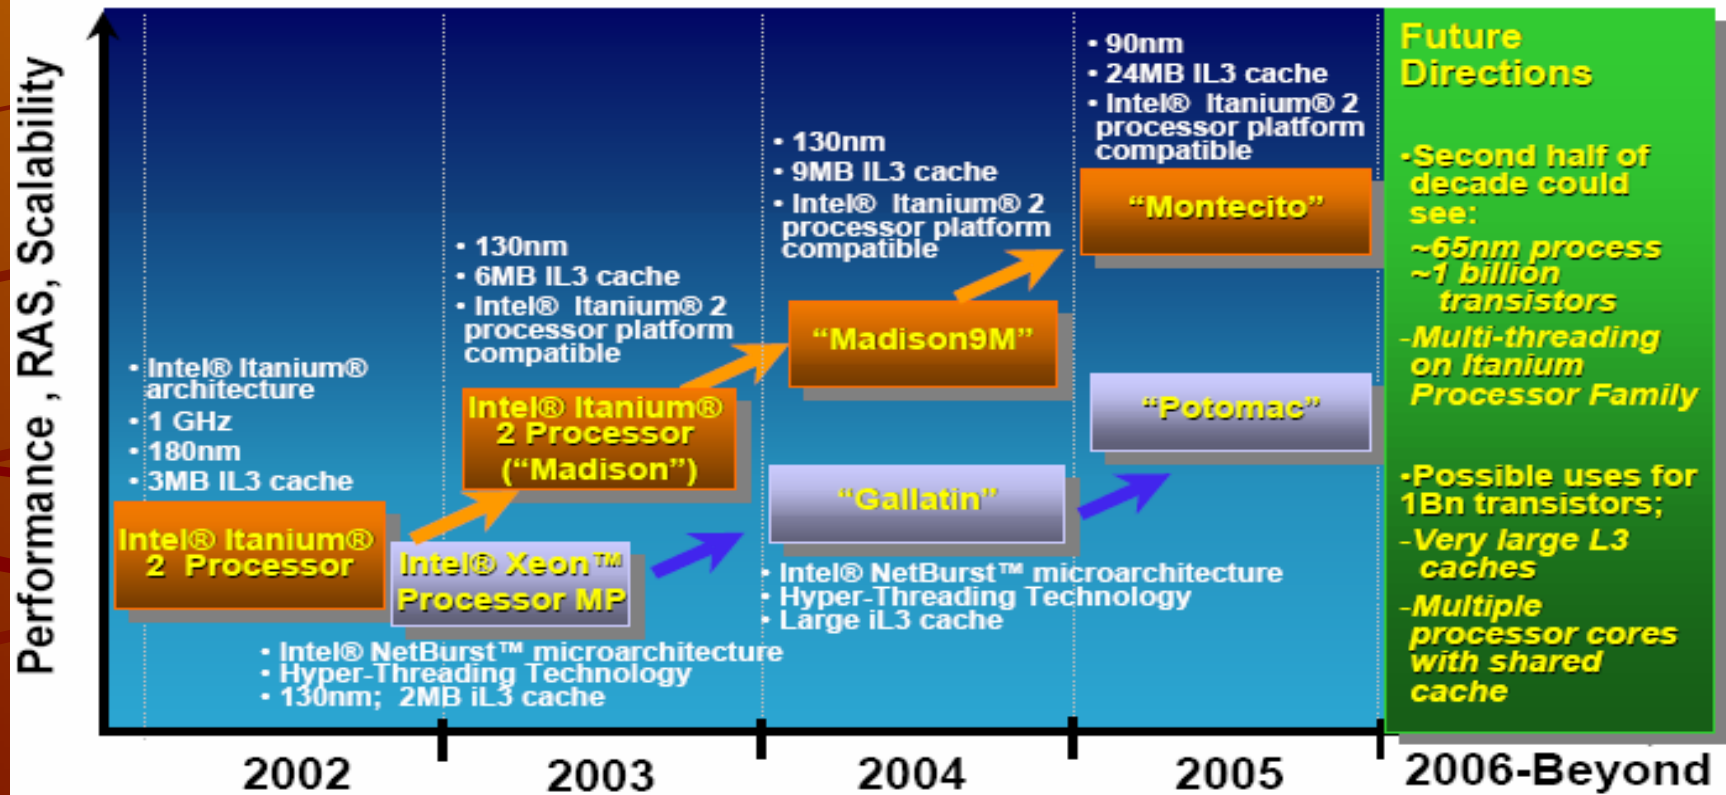 Performance , RAS, Scalability
• Intel® Itanium®
architecture
• 1 GHz
• 180nm
• 3MB IL3 cache
Intel® Itanium®
2 Processor
• 130nm
• 6MB IL3 cache
• Intel® Itanium® 2
processor platform
compatible
Intel® Itanium®
2 Processor
(“Madison”)
• 130nm
• 9MB IL3 cache
• Intel® Itanium® 2
processor platform
compatible
“Madison9M”
• 90nm
• 24MB IL3 cache
• Intel® Itanium® 2
processor platform
compatible
“Montecito”
Intel® Xeon™
Processor MP
• Intel® NetBurst™ microarchitecture
• Hyper-Threading Technology
• 130nm; 2MB iL3 cache
“Gallatin”
• Intel® NetBurst™ microarchitecture
• Hyper-Threading Technology
• Large iL3 cache
“Potomac”
Future
Directions
•Second half of
decade could
see:
~65nm process
~1 billion
transistors
-Multi-threading
on Itanium
Processor Family
•Possible uses for
1Bn transistors;
-Very large L3
caches
-Multiple
processor cores
with shared
cache
2002
2003
2004
2005
2006-Beyond